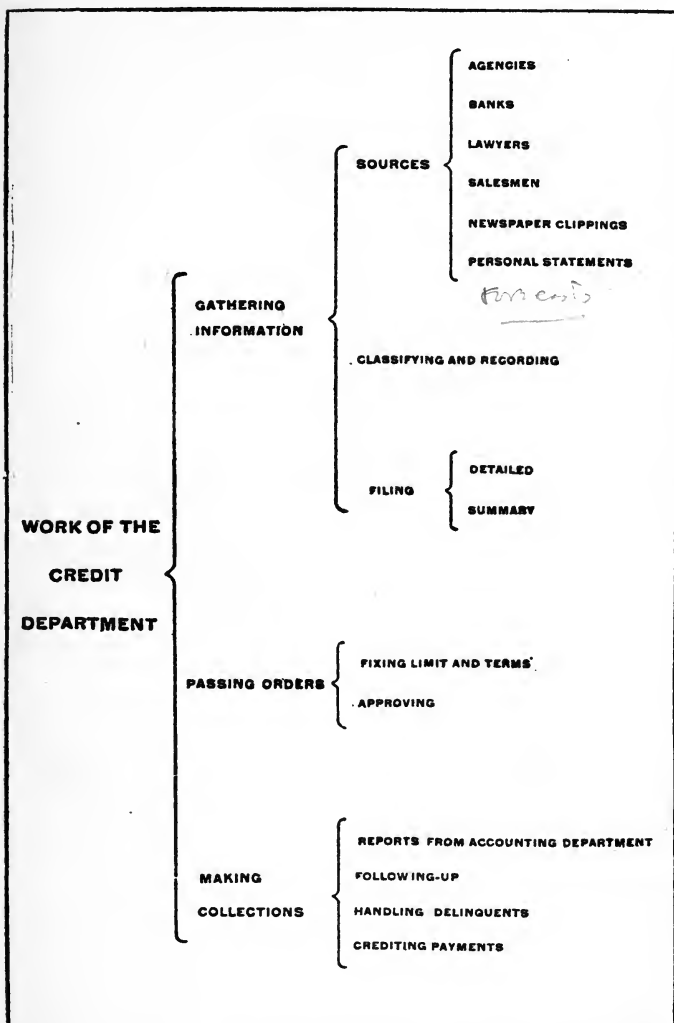 AGENCIES
BANKS
LAWYERS
SOURCES
SALESMEN
NEWSPAPER CLIPPINGS
PERSONAL STATEMENTS
GATHERING
INFORMATION
CLASSIFYING AND RECORDING
DETAILED
FILING
SUMMARY
WORK OF THE
CREDIT
DEPARTMENT
FIXING LIMIT AND TERMS
PASSING ORDERS
APPROVING
REPORTS FROM ACCOUNTING DEPARTMENT
MAKING
FOLLOWING-UP
COLLECTIONS
HANDLING DELINQUENTS
CREDITING PAYMENTS